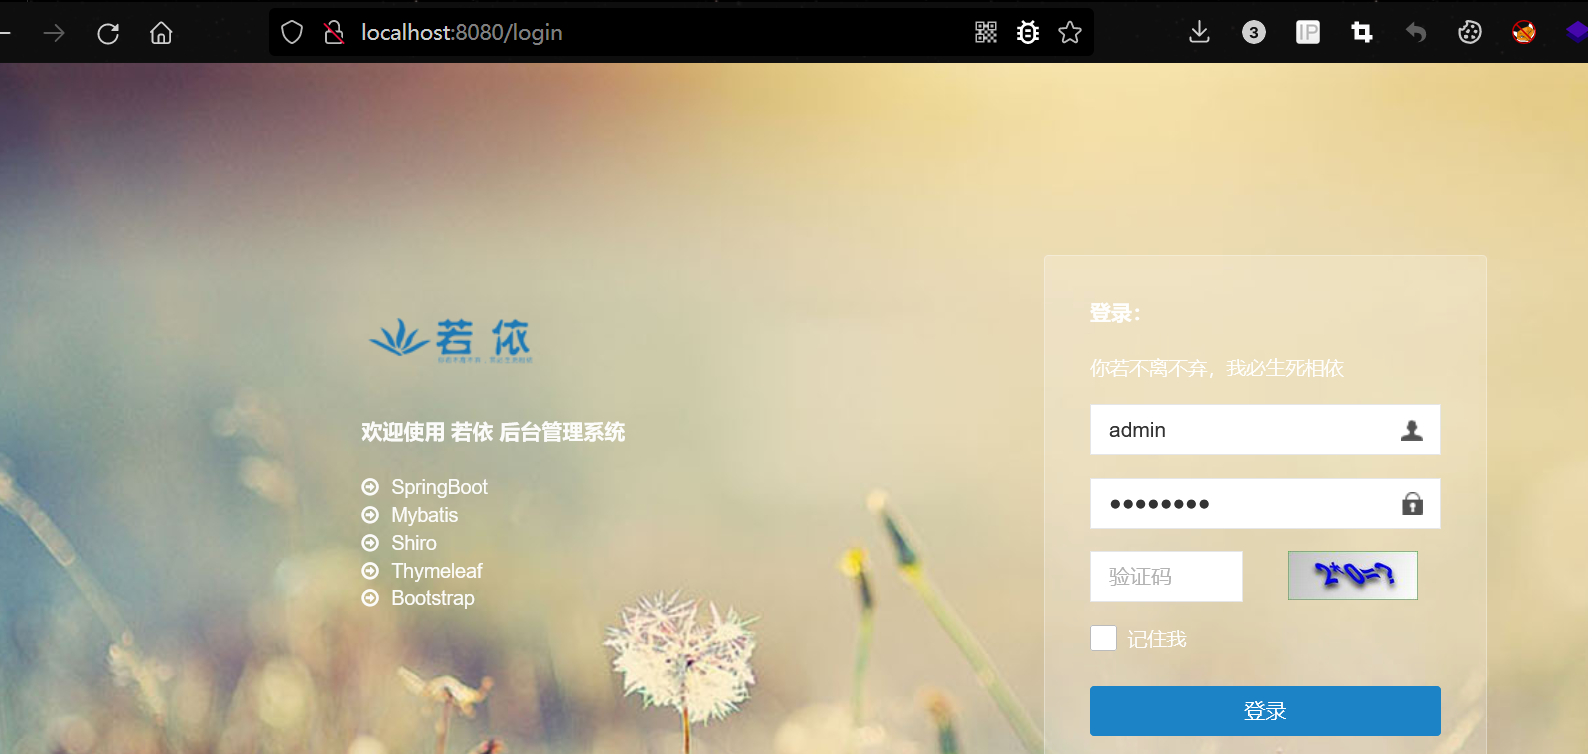 localhost:8080/login
3
IP
若 依
欢迎使用 若依 后台管理系统
SpringBoot
Mybatis
Shiro
Thymeleaf
Bootstrap
登录：
你若不离不弃，我必生死相依
admin
••••••••
验证码
2*0=?
记住我
登录